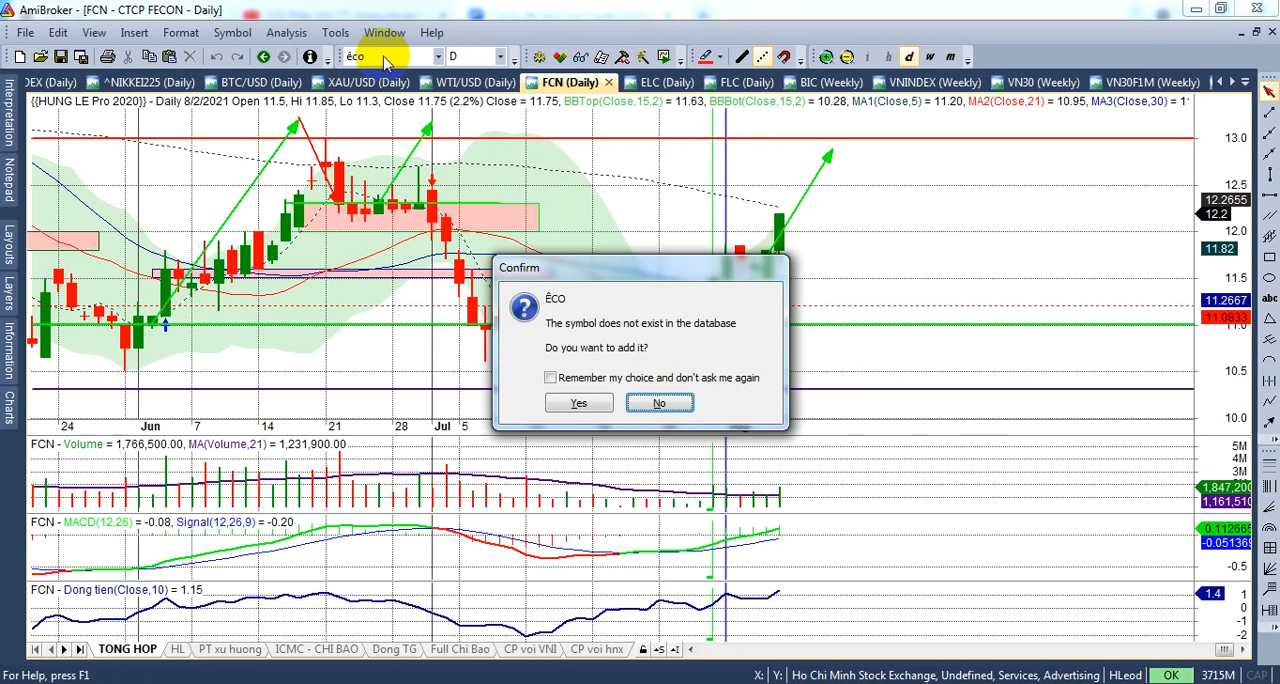 AmiBroker - [FCN - CTCP FECON - Daily]
File Edit View Insert Format Symbol Analysis Tools Window Help
êco D i h d w m
DEX (Daily) ^NIKKEI225 (Daily) BTC/USD (Daily) XAU/USD (Daily) WTI/USD (Daily) FCN (Daily) ELC (Daily) FLC (Daily) BIC (Weekly) VNINDEX (Weekly) VN30 (Weekly) VN30F1M (Weekly)
{{HUNG LE Pro 2020}} - Daily 8/2/2021 Open 11.5, Hi 11.85, Lo 11.3, Close 11.75 (2.2%) Close = 11.75, BBTop(Close,15,2) = 11.63, BBBot(Close,15,2) = 10.28, MA1(Close,5) = 11.20, MA2(Close,21) = 10.95, MA3(Close,30) = 1
Interpretation
Notepad
Layouts
Layers
Information
Charts
abc
13.0
12.5
12.2655
12.2
11.82
11.5
11.2667
11.0833
11.0
10.5
10.0
Confirm
ÊCO
The symbol does not exist in the database
Do you want to add it?
Remember my choice and don't ask me again
Yes No
24 Jun 7 14 21 28 Jul 5
FCN - Volume = 1,766,500.00, MA(Volume,21) = 1,231,900.00
5M
4M
3M
1,847,200
1,161,510
FCN - MACD(12,26) = -0.08, Signal(12,26,9) = -0.20
0.112665
-0.051369
-0.5
FCN - Dong tien(Close,10) = 1.15
1.4
1
0
-1
-2
TONG HOP HL PT xu huong ICMC - CHI BAO Dong TG Full Chi Bao CP voi VNI CP voi hnx
For Help, press F1 X: Y: Ho Chi Minh Stock Exchange, Undefined, Services, Advertising HLeod OK 3715M CAP